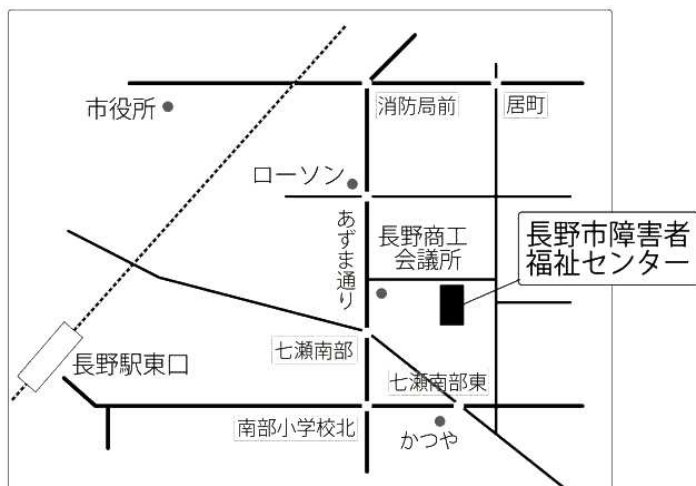 市役所
消防局前
居町
ローソン
あずま通り
長野商工
会議所
長野市障害者
福祉センター
七瀬南部
長野駅東口
七瀬南部東
南部小学校北
かつや